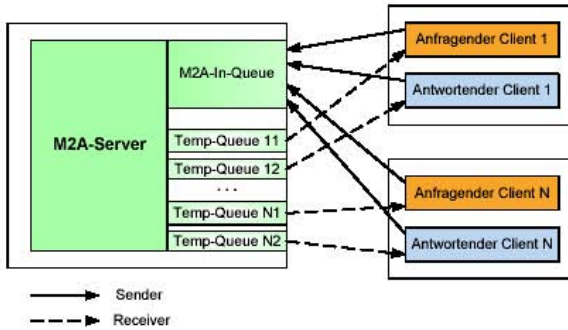 M2A-Server
M2A-In-Queue
Temp-Queue 11
Temp-Queue 12
...
Temp-Queue N1
Temp-Queue N2
Anfragender Client 1
Antwortender Client 1
Anfragender Client N
Antwortender Client N
Sender
Receiver